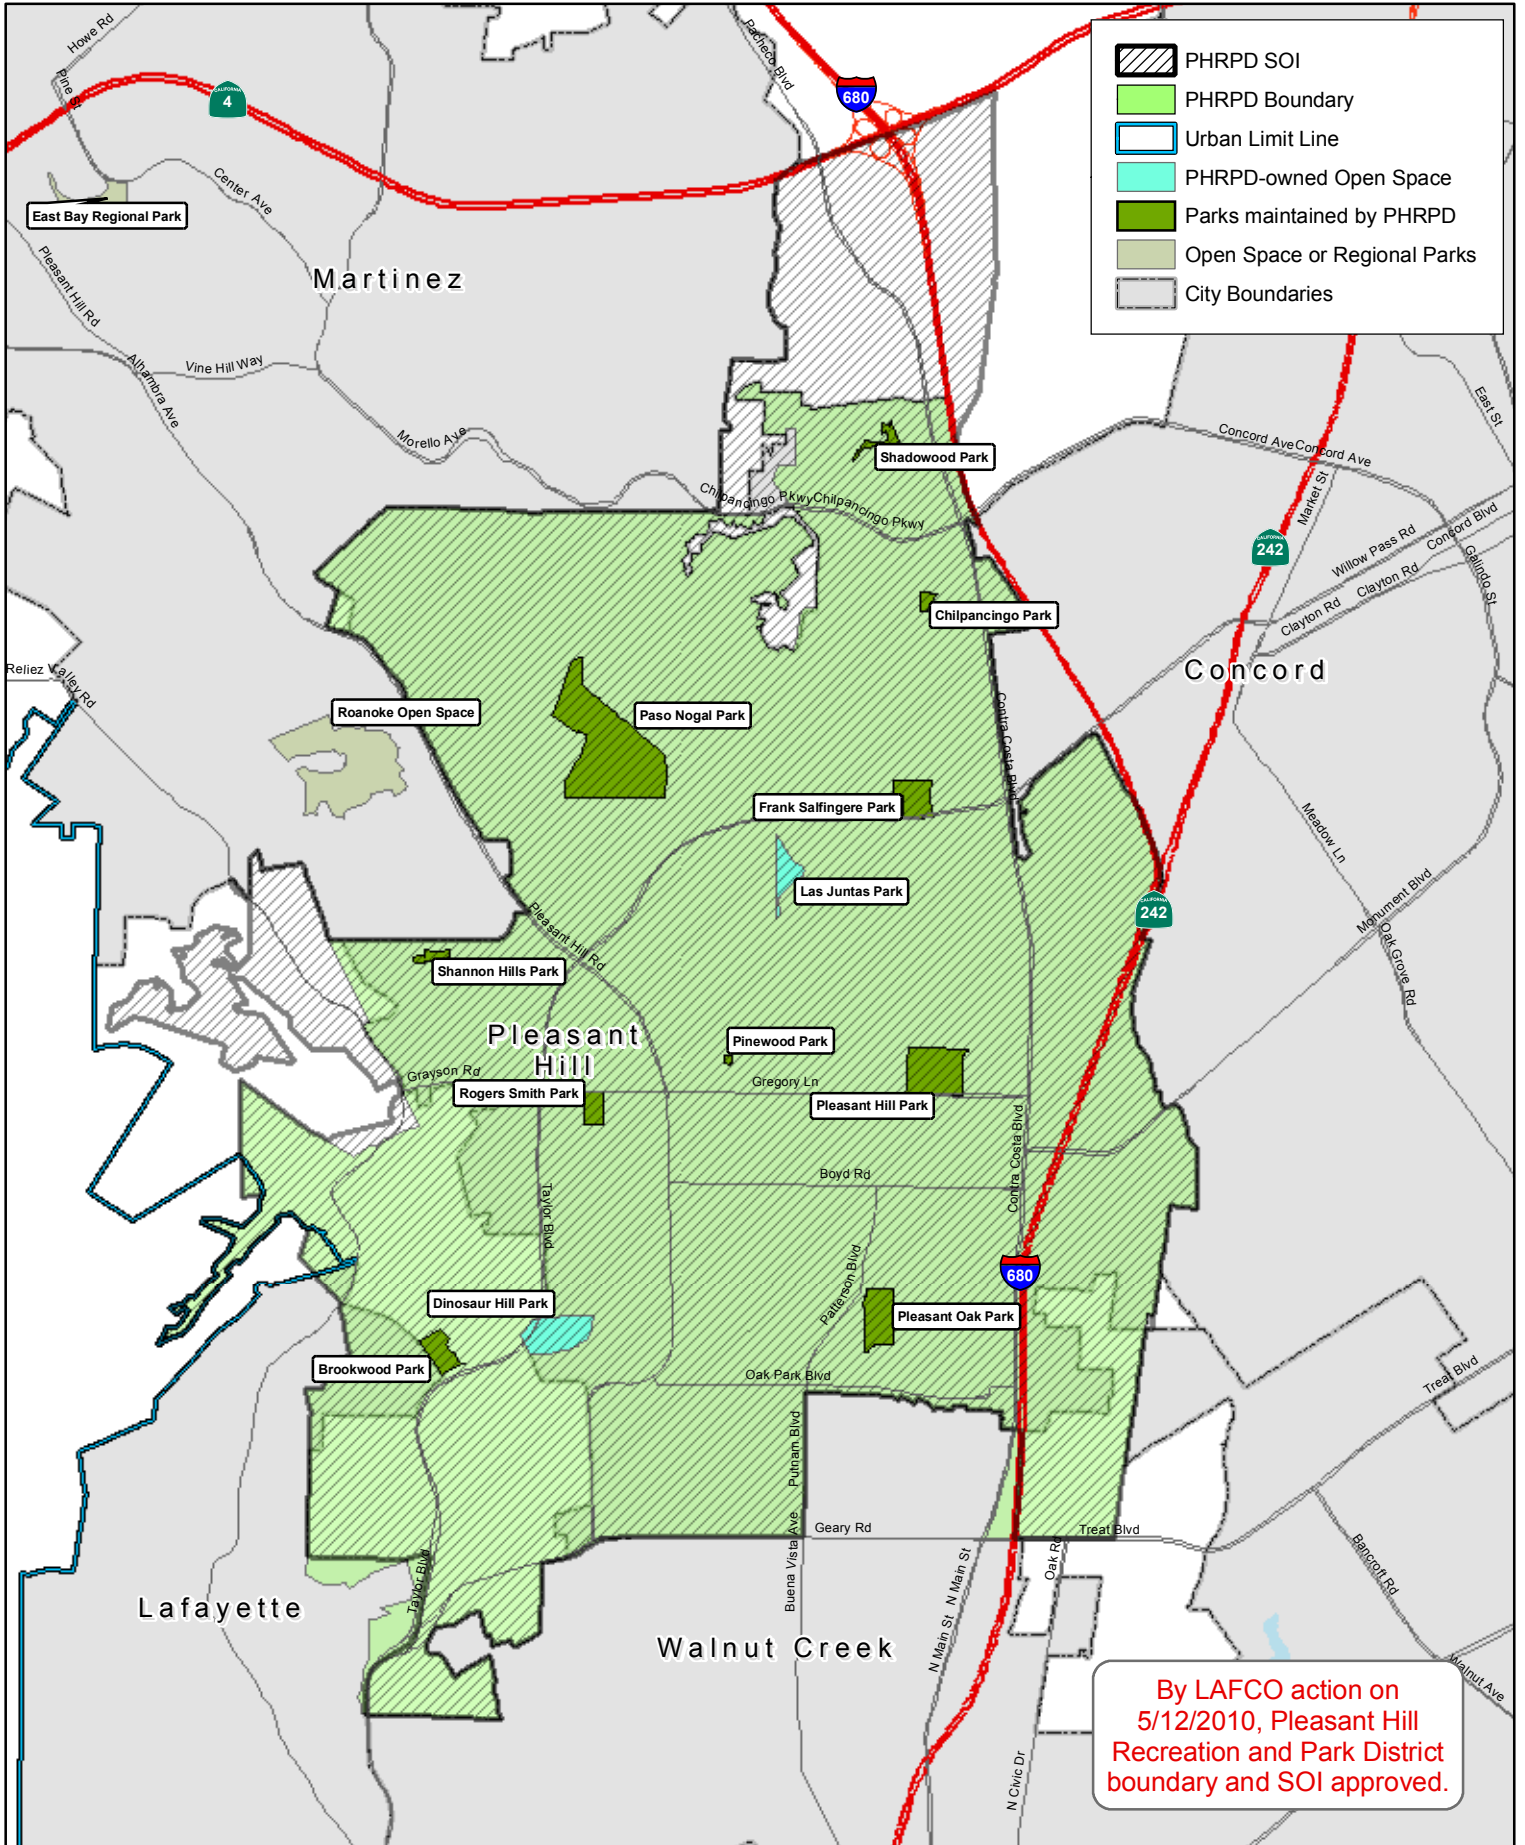 Howe Rd
Pine St
CALIFORNIA
4
Center Ave
East Bay Regional Park
Pleasant Hill Rd
Martinez
Pacheco Blvd
680
PHRPD SOI
PHRPD Boundary
Urban Limit Line
PHRPD-owned Open Space
Parks maintained by PHRPD
Open Space or Regional Parks
City Boundaries
Vine Hill Way
Alhambra Ave
Morello Ave
East St
Concord Ave
Concord Ave
Shadowood Park
Market St
Chilpancingo Pkwy
Chilpancingo Pkwy
CALIFORNIA
242
Willow Pass Rd
Concord Blvd
Galindo St
Clayton Rd
Clayton Rd
Chilpancingo Park
Concord
Reliez Valley Rd
Roanoke Open Space
Paso Nogal Park
Contra Costa Blvd
Frank Salfingere Park
Meadow Ln
Las Juntas Park
CALIFORNIA
242
Monument Blvd
Oak Grove Rd
Pleasant Hill Rd
Shannon Hills Park
Pleasant
Hill
Pinewood Park
Grayson Rd
Rogers Smith Park
Gregory Ln
Pleasant Hill Park
Contra Costa Blvd
Boyd Rd
Taylor Blvd
Patterson Blvd
680
Dinosaur Hill Park
Pleasant Oak Park
Brookwood Park
Oak Park Blvd
Treat Blvd
Putnam Blvd
Buena Vista Ave
Geary Rd
Treat Blvd
Oak Rd
Bancroft Rd
N Main St
N Main St
Taylor Blvd
Lafayette
Walnut Creek
Walnut Ave
N Civic Dr
By LAFCO action on
5/12/2010, Pleasant Hill
Recreation and Park District
boundary and SOI approved.